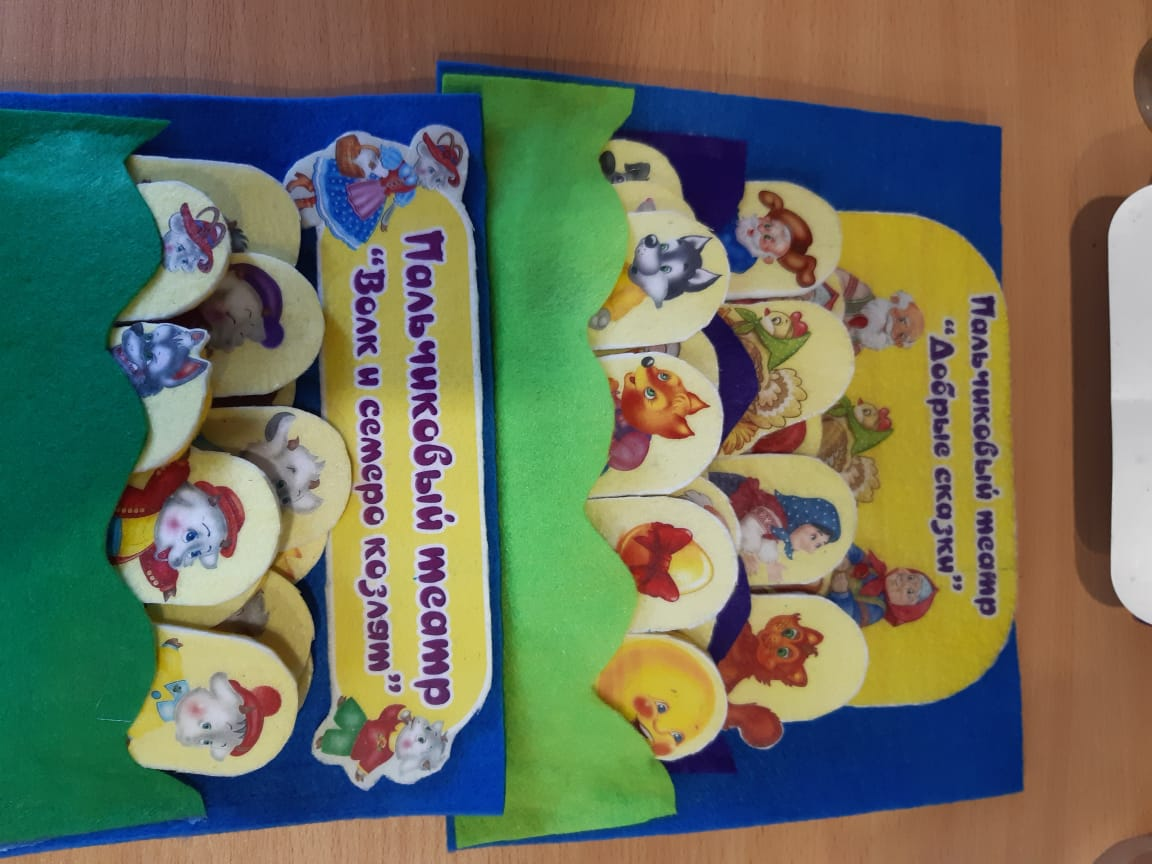 Пальчиковый театр
"Добрые сказки"
Пальчиковый театр
"Волк и семеро козлят"